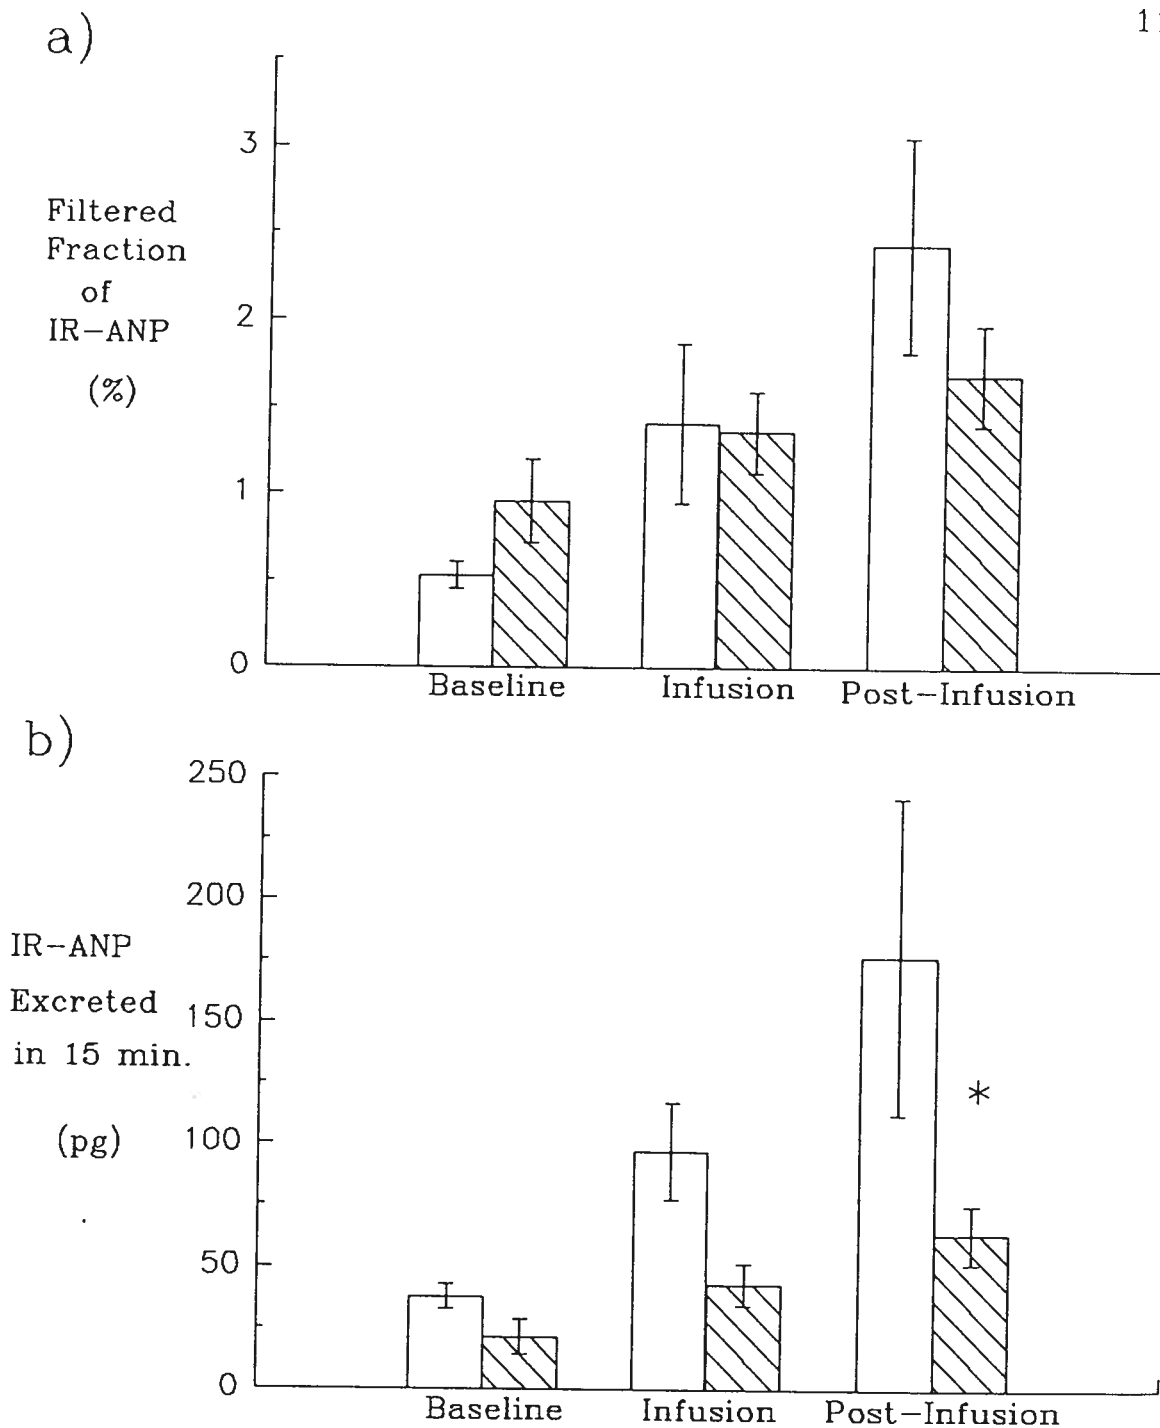 a)
3
Filtered
Fraction
of
2
IR-ANP
(%)
1
0
Baseline Infusion Post-Infusion
b)
250
200
IR-ANP
Excreted
150
in 15 min.
(pg)
100
50
*
0
Baseline Infusion Post-Infusion